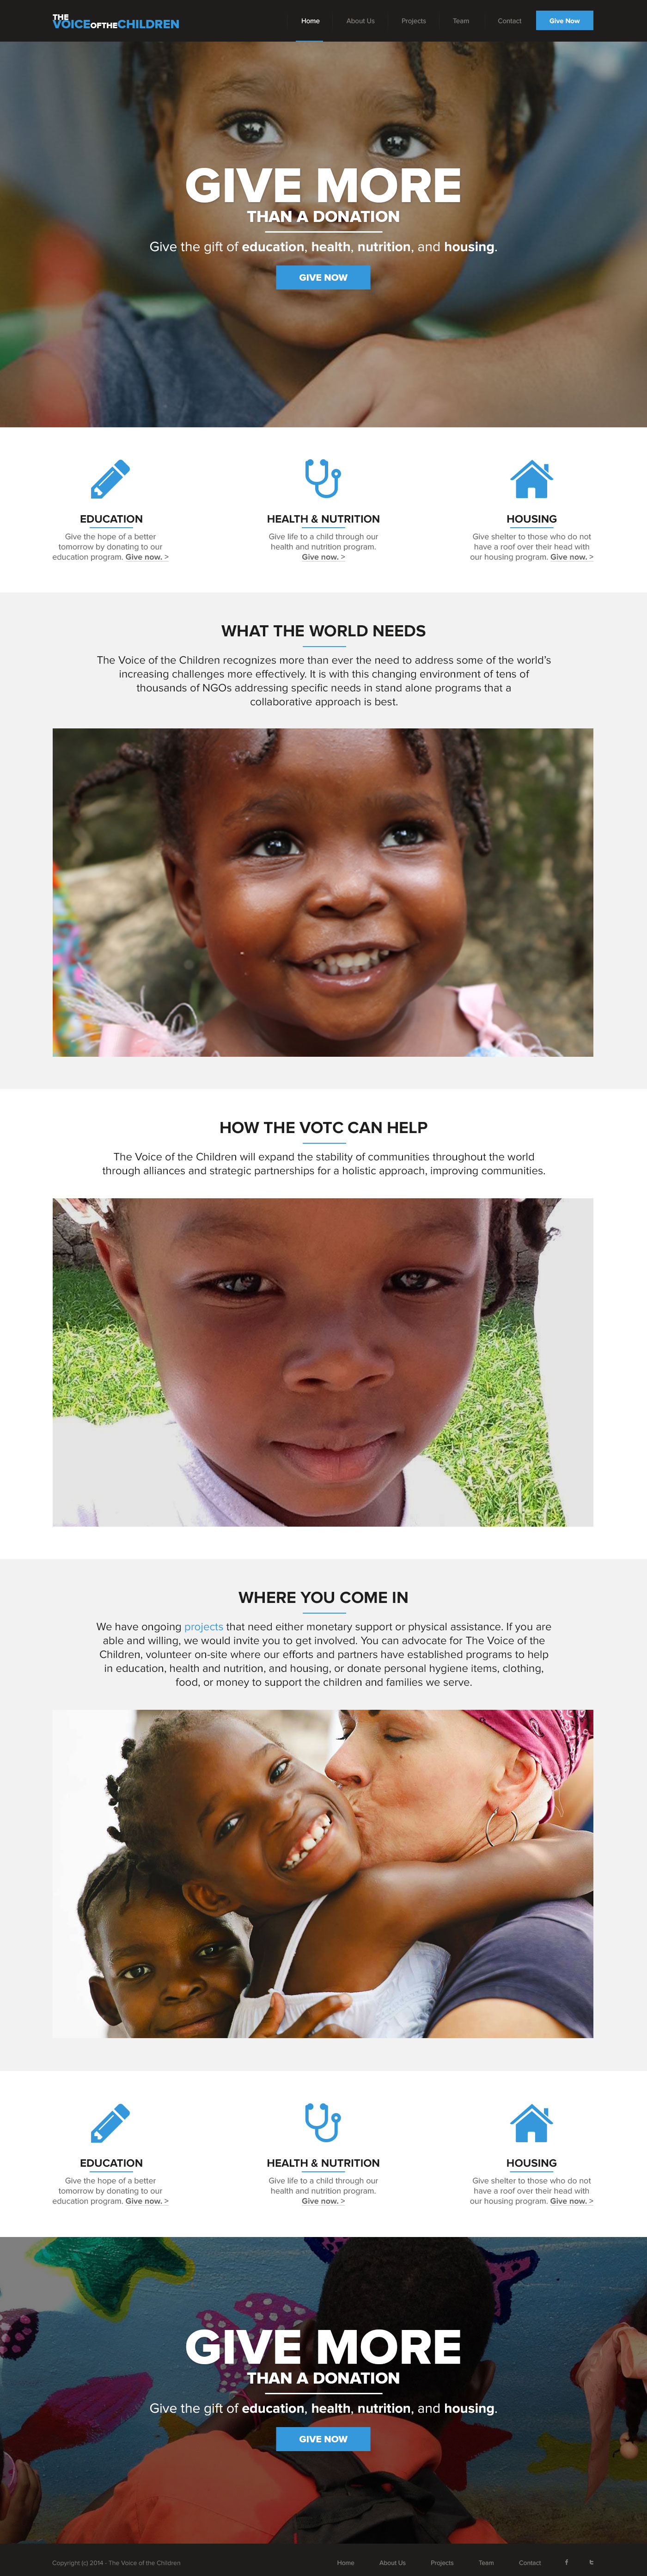 THE
VOICEOFTHECHILDREN
Home About Us Projects Team Contact Give Now
GIVE MORE
THAN A DONATION
Give the gift of education, health, nutrition, and housing.
GIVE NOW
EDUCATION
Give the hope of a better
tomorrow by donating to our
education program. Give now. >
HEALTH & NUTRITION
Give life to a child through our
health and nutrition program.
Give now. >
HOUSING
Give shelter to those who do not
have a roof over their head with
our housing program. Give now. >
WHAT THE WORLD NEEDS
The Voice of the Children recognizes more than ever the need to address some of the world's
increasing challenges more effectively. It is with this changing environment of tens of
thousands of NGOs addressing specific needs in stand alone programs that a
collaborative approach is best.
HOW THE VOTC CAN HELP
The Voice of the Children will expand the stability of communities throughout the world
through alliances and strategic partnerships for a holistic approach, improving communities.
WHERE YOU COME IN
We have ongoing projects that need either monetary support or physical assistance. If you are
able and willing, we would invite you to get involved. You can advocate for The Voice of the
Children, volunteer on-site where our efforts and partners have established programs to help
in education, health and nutrition, and housing, or donate personal hygiene items, clothing,
food, or money to support the children and families we serve.
EDUCATION
Give the hope of a better
tomorrow by donating to our
education program. Give now. >
HEALTH & NUTRITION
Give life to a child through our
health and nutrition program.
Give now. >
HOUSING
Give shelter to those who do not
have a roof over their head with
our housing program. Give now. >
GIVE MORE
THAN A DONATION
Give the gift of education, health, nutrition, and housing.
GIVE NOW
Copyright (c) 2014 - The Voice of the Children
Home About Us Projects Team Contact